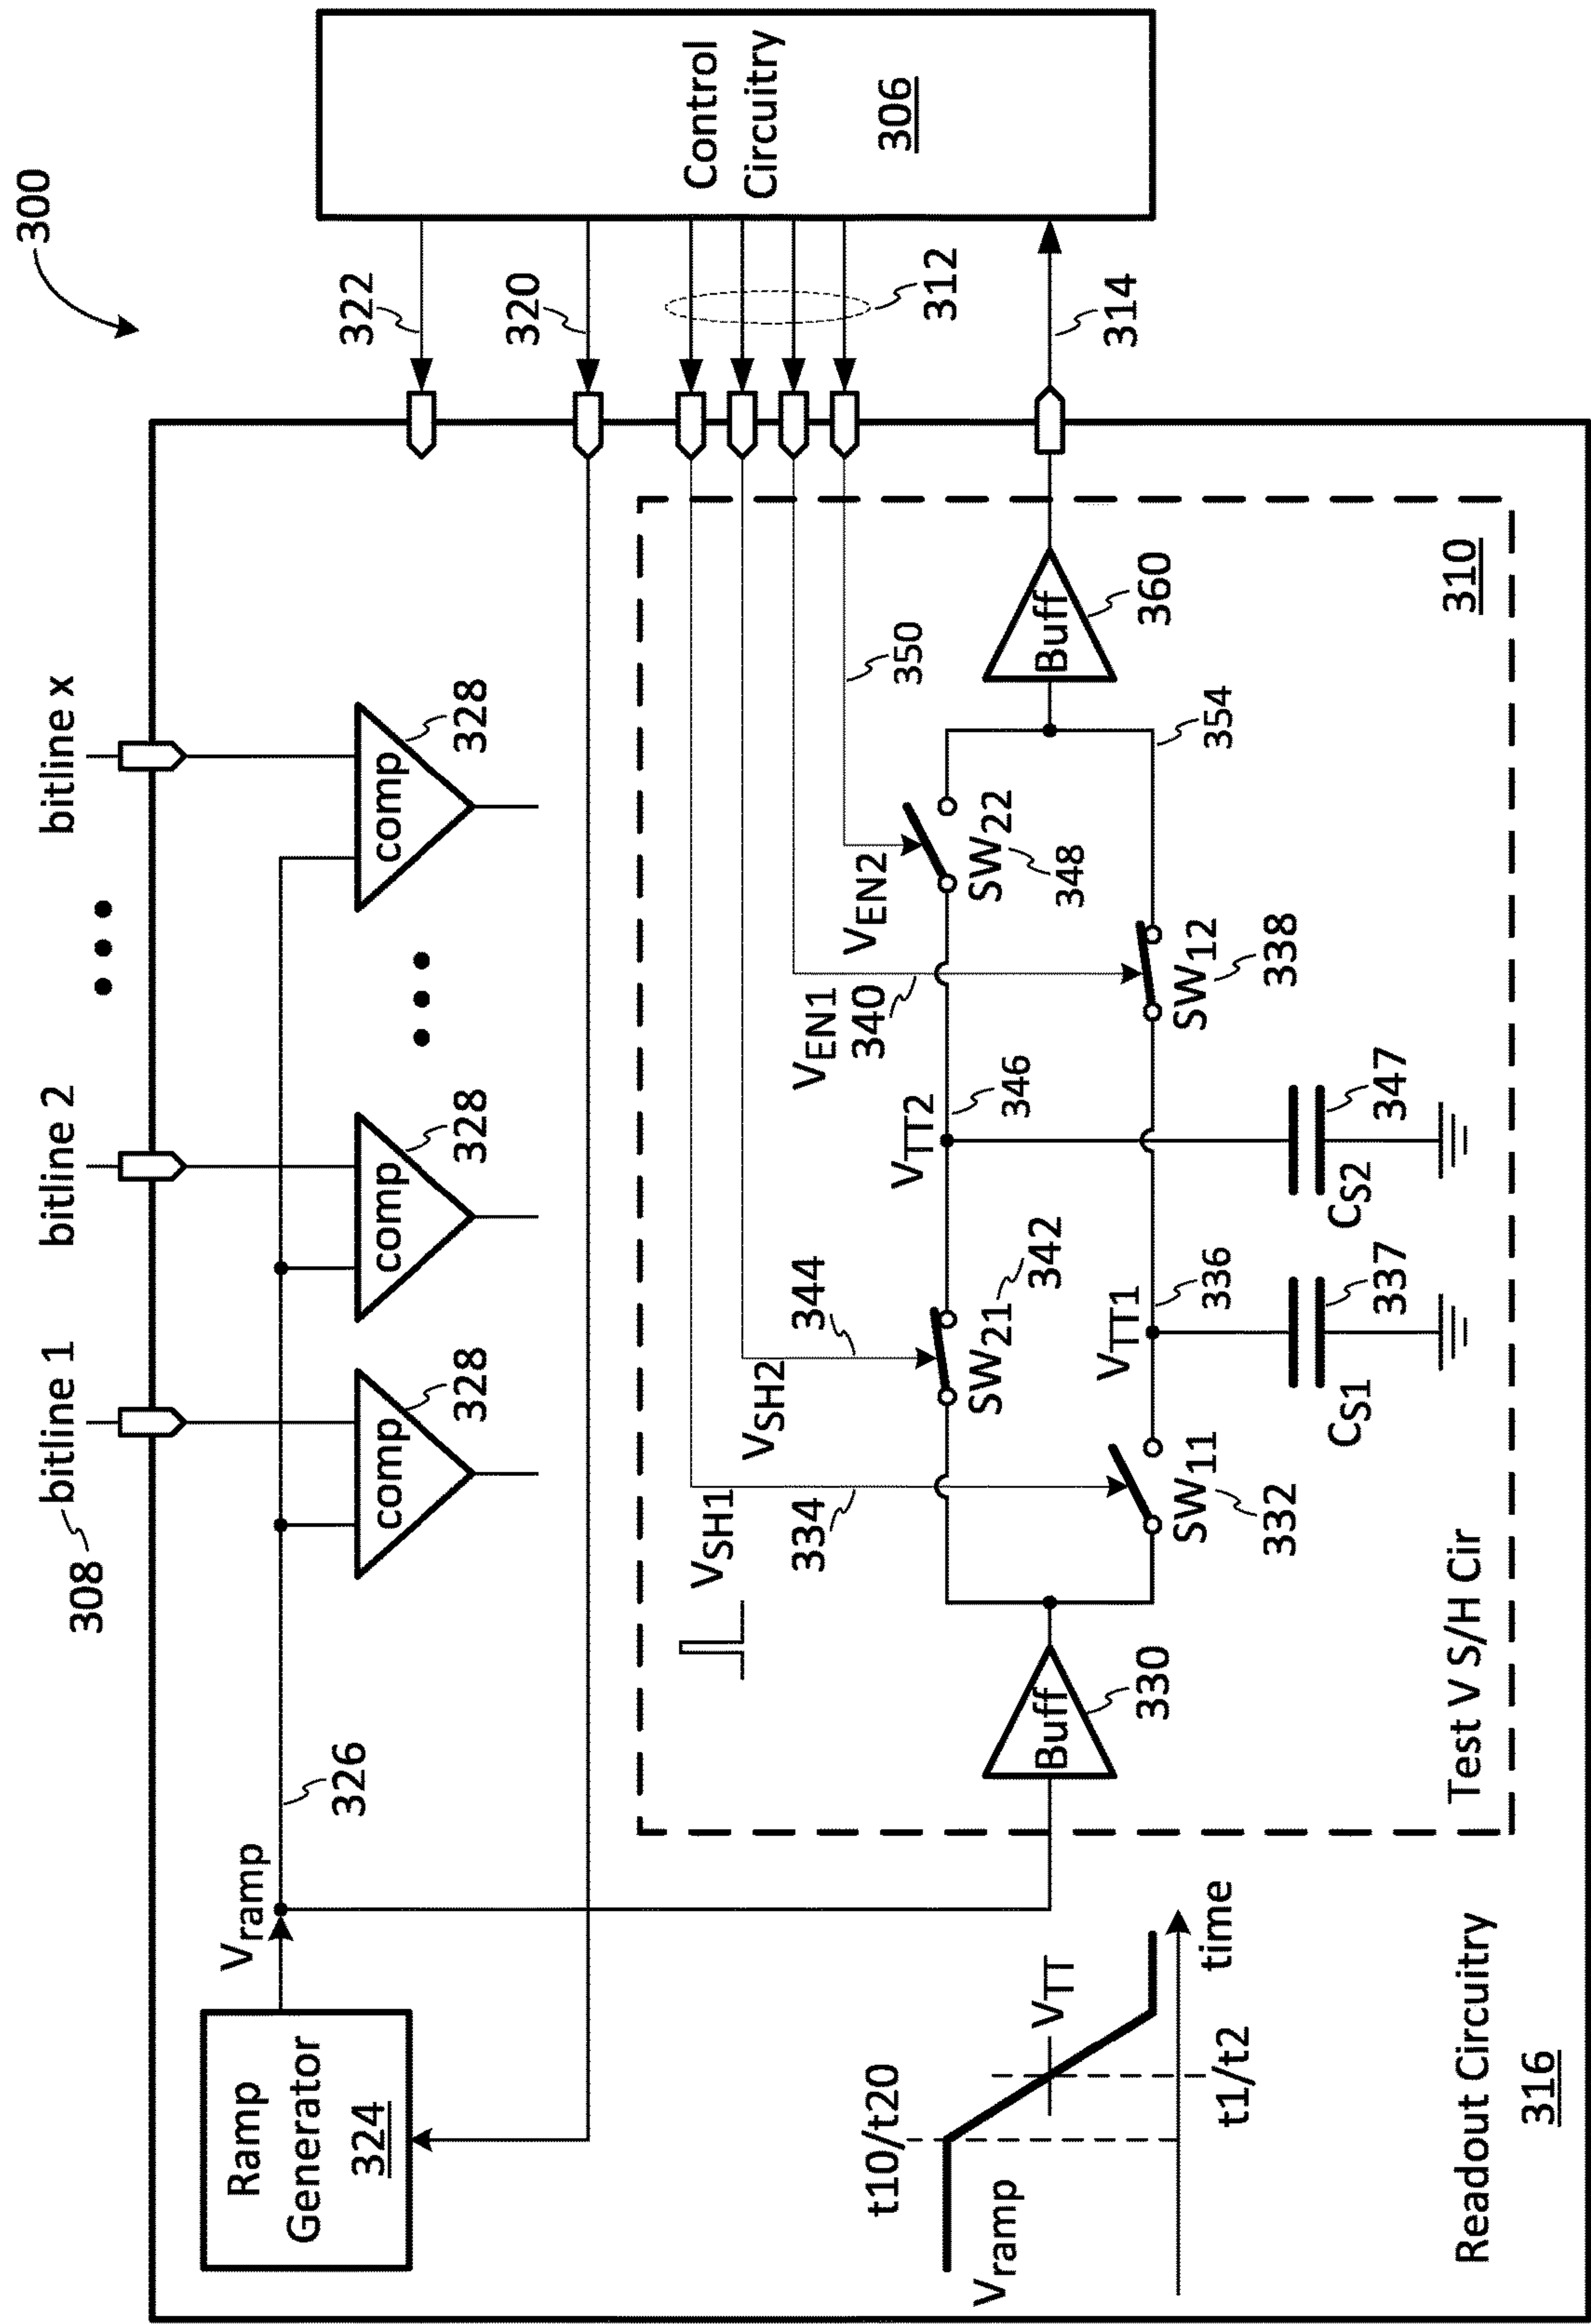 300
308
bitline 1
bitline 2
bitline x
322
320
312
314
Control
Circuitry
306
Ramp
Generator
324
Vramp
326
comp
328
comp
328
comp
328
VSH1
334
VSH2
344
VEN1
340
VEN2
350
Buff
330
SW21
342
VTT2
346
SW22
348
SW11
332
VTT1
336
SW12
338
354
Buff
360
CS1
337
CS2
347
Test V S/H Cir
310
Vramp
t10/t20
VTT
t1/t2
time
Readout Circuitry
316